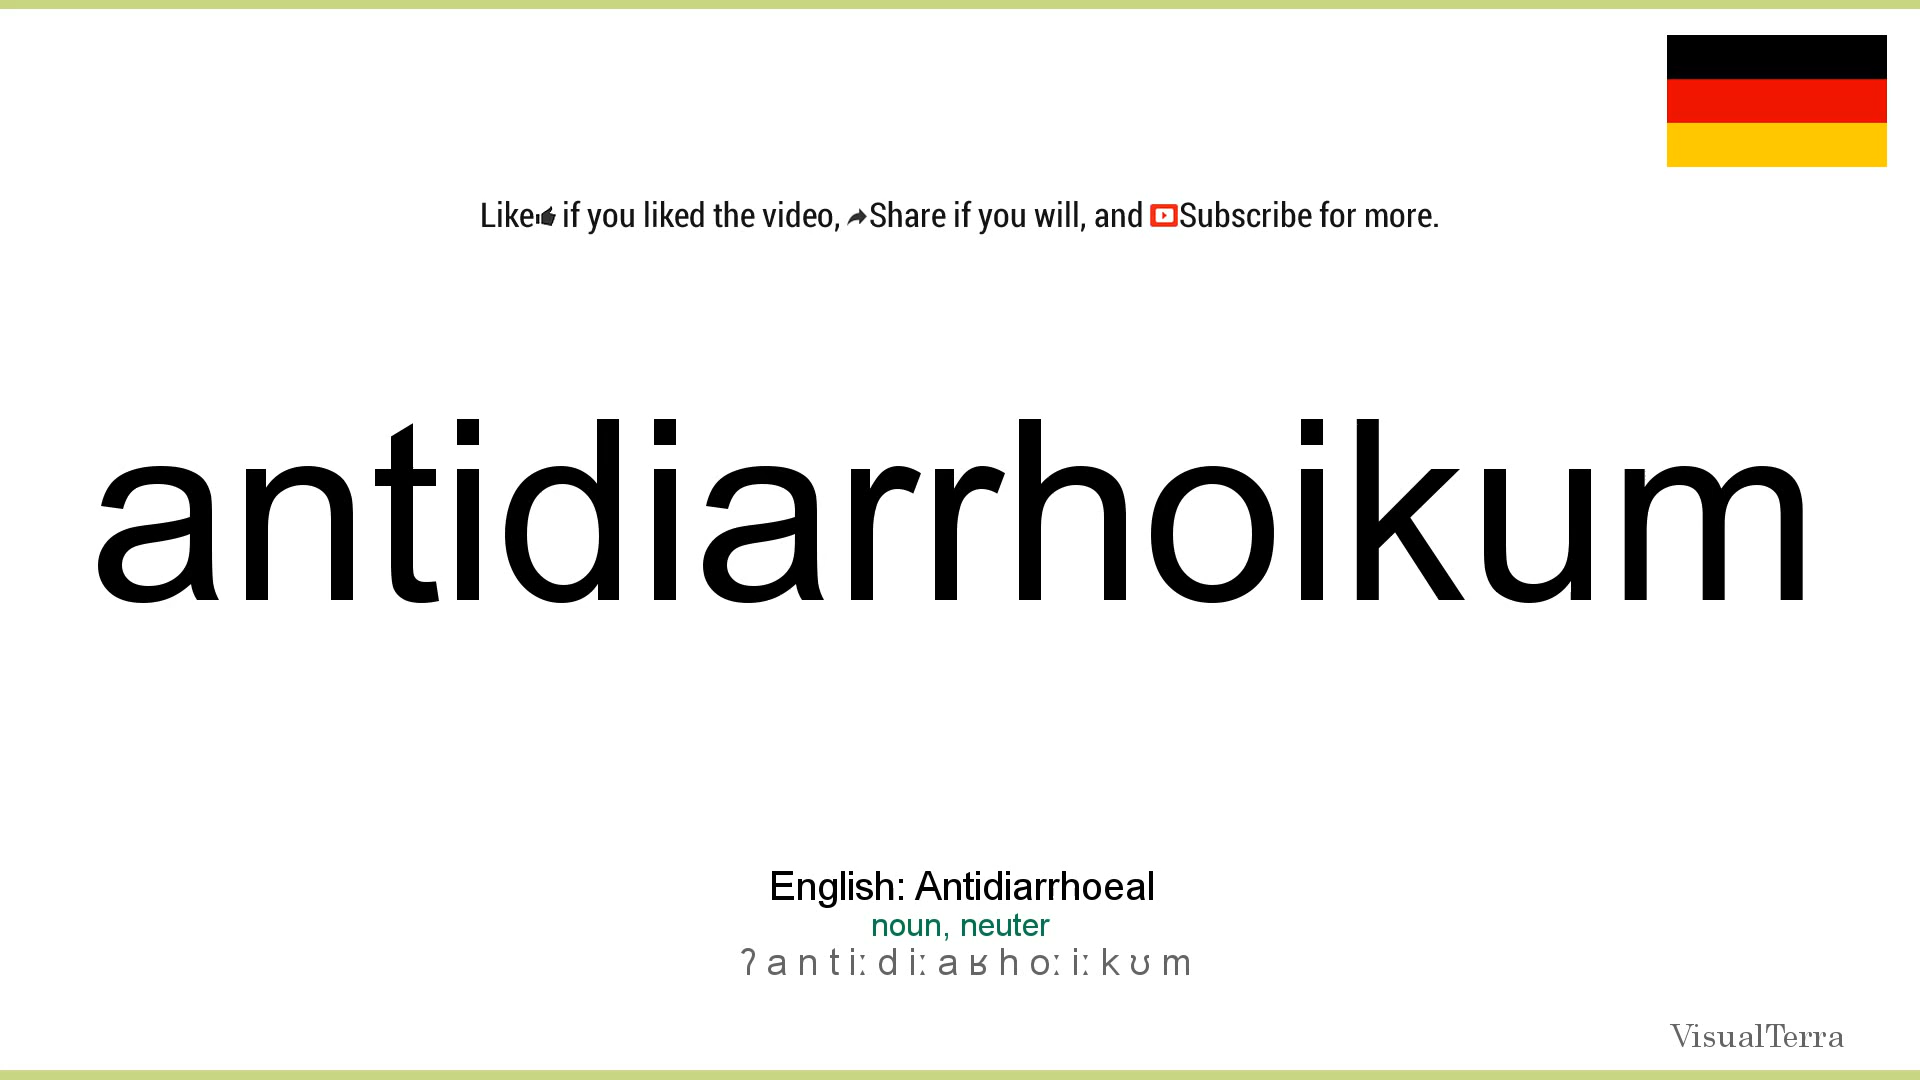 Like if you liked the video, Share if you will, and Subscribe for more.
antidiarrhoikum
English: Antidiarrhoeal
noun, neuter
ʔ a n t iː d iː a ʁ h oː iː k ʊ m
VisualTerra